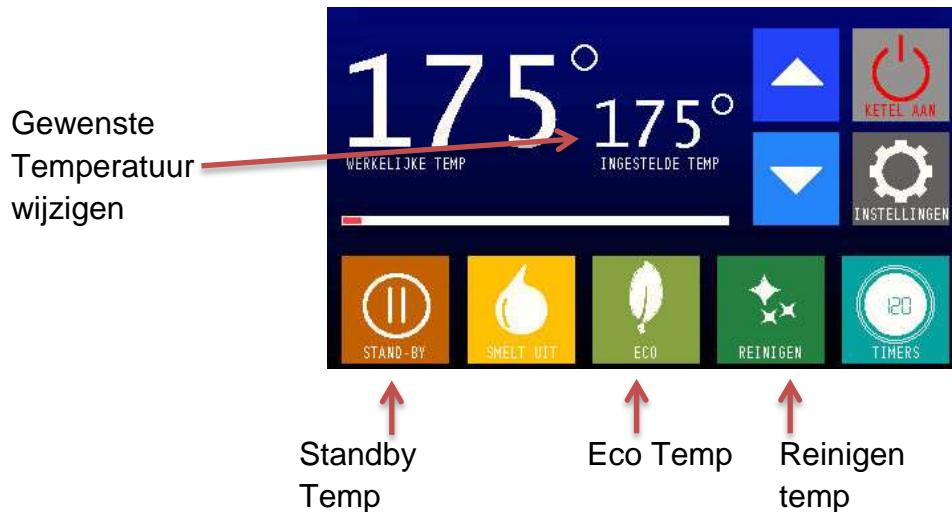 Gewenste
Temperatuur
wijzigen
175°
WERKELIJKE TEMP
175°
INGESTELDE TEMP
KETEL AAN
INSTELLINGEN
STAND-BY
SMELT UIT
ECO
REINIGEN
120
TIMERS
Standby
Temp
Eco Temp
Reinigen
temp